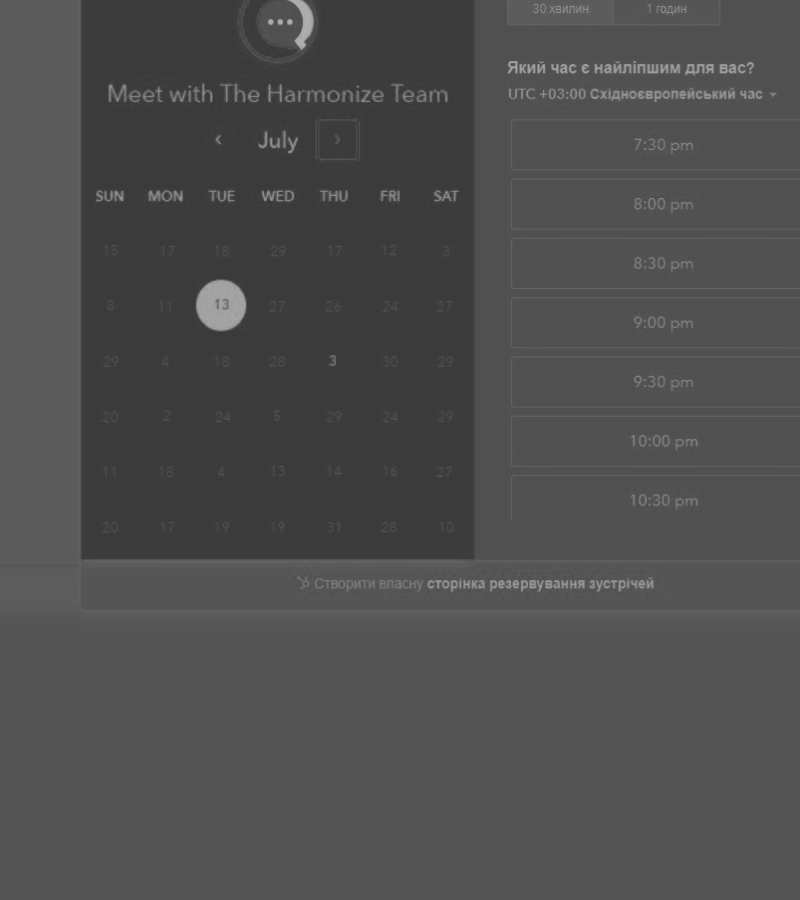 Meet with The Harmonize Team
July
SUN MON TUE WED THU FRI SAT
15 17 18 29 17 12 3
8 11 13 27 26 24 27
29 4 18 28 3 30 29
20 2 24 5 29 24 29
11 18 4 13 14 16 27
20 17 19 19 31 28 10
30 хвилин 1 годин
Який час є найліпшим для вас?
UTC +03:00 Східноєвропейський час
7:30 pm
8:00 pm
8:30 pm
9:00 pm
9:30 pm
10:00 pm
10:30 pm
Створити власну сторінка резервування зустрічей